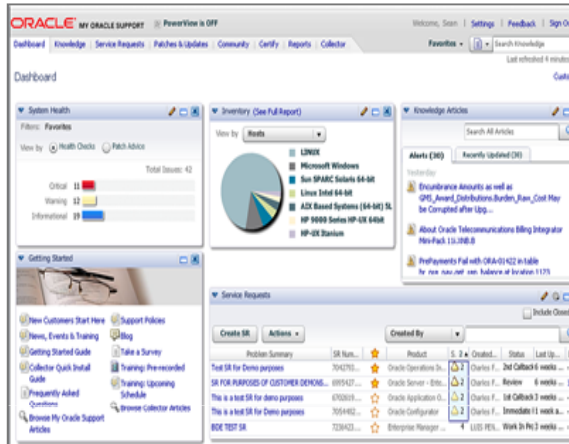 ORACLE MY ORACLE SUPPORT PowerView is OFF
Welcome, Sean Settings Feedback Sign
Dashboard Knowledge Service Requests Patches & Updates Community Certify Reports Collector
Favorites Search Knowledge
Last refreshed 4 minutes
Dashboard
System Health
Filters: Favorites
View by Health Checks Patch Advice
Total Issues: 42
Critical 11
Warning 12
Informational 19
Inventory (See Full Report)
View by Hosts
LINUX
Microsoft Windows
Sun SPARC Solaris 64-bit
Linux Intel 64-bit
AIX Based Systems (64-bit)
HP 9000 Series HP-UX 64bit
HP-UX Itanium
Knowledge Articles
Search All Articles
Alerts (30) Recently Updated (30)
Yesterday
Encumbrance Amounts as well as
GMS_Award_Distributions.Burden_Raw_Cost May
be Corrupted after Upg...
About Oracle Telecommunications Billing Integrator
Mini-Pack
PrePayments Fail with ORA-01422 in table
Getting Started
New Customers Start Here
News, Events & Training
Getting Started Guide
Collector Quick Install
Guide
Frequently Asked
Questions
Browse My Oracle Support
Articles
Support Policies
Blog
Take a Survey
Training: Pre-recorded
Training: Upcoming
Schedule
Browse Collector Articles
Service Requests
Include Closed
Create SR Actions Created By
Problem Summary SR Num... Product S. Created... Status Last Up...
Test SR for Demo purposes Oracle Operations In... 2 Charles F... 2nd Callback 6 weeks ...
SR FOR PURPOSES OF CUSTOMER DEMONS... Oracle Server - Ente... 2 Charles F... Review 6 weeks ...
This is a test SR for demo purposes Oracle Application O... 2 Charles F... 1st Callback 3 weeks ...
This is a test SR for Demo purposes Oracle Configurator 2 Charles F... Immediate 1 week a...
BDE TEST SR Enterprise Manager ... 4 LUIS PEN... Work In 3 weeks ...